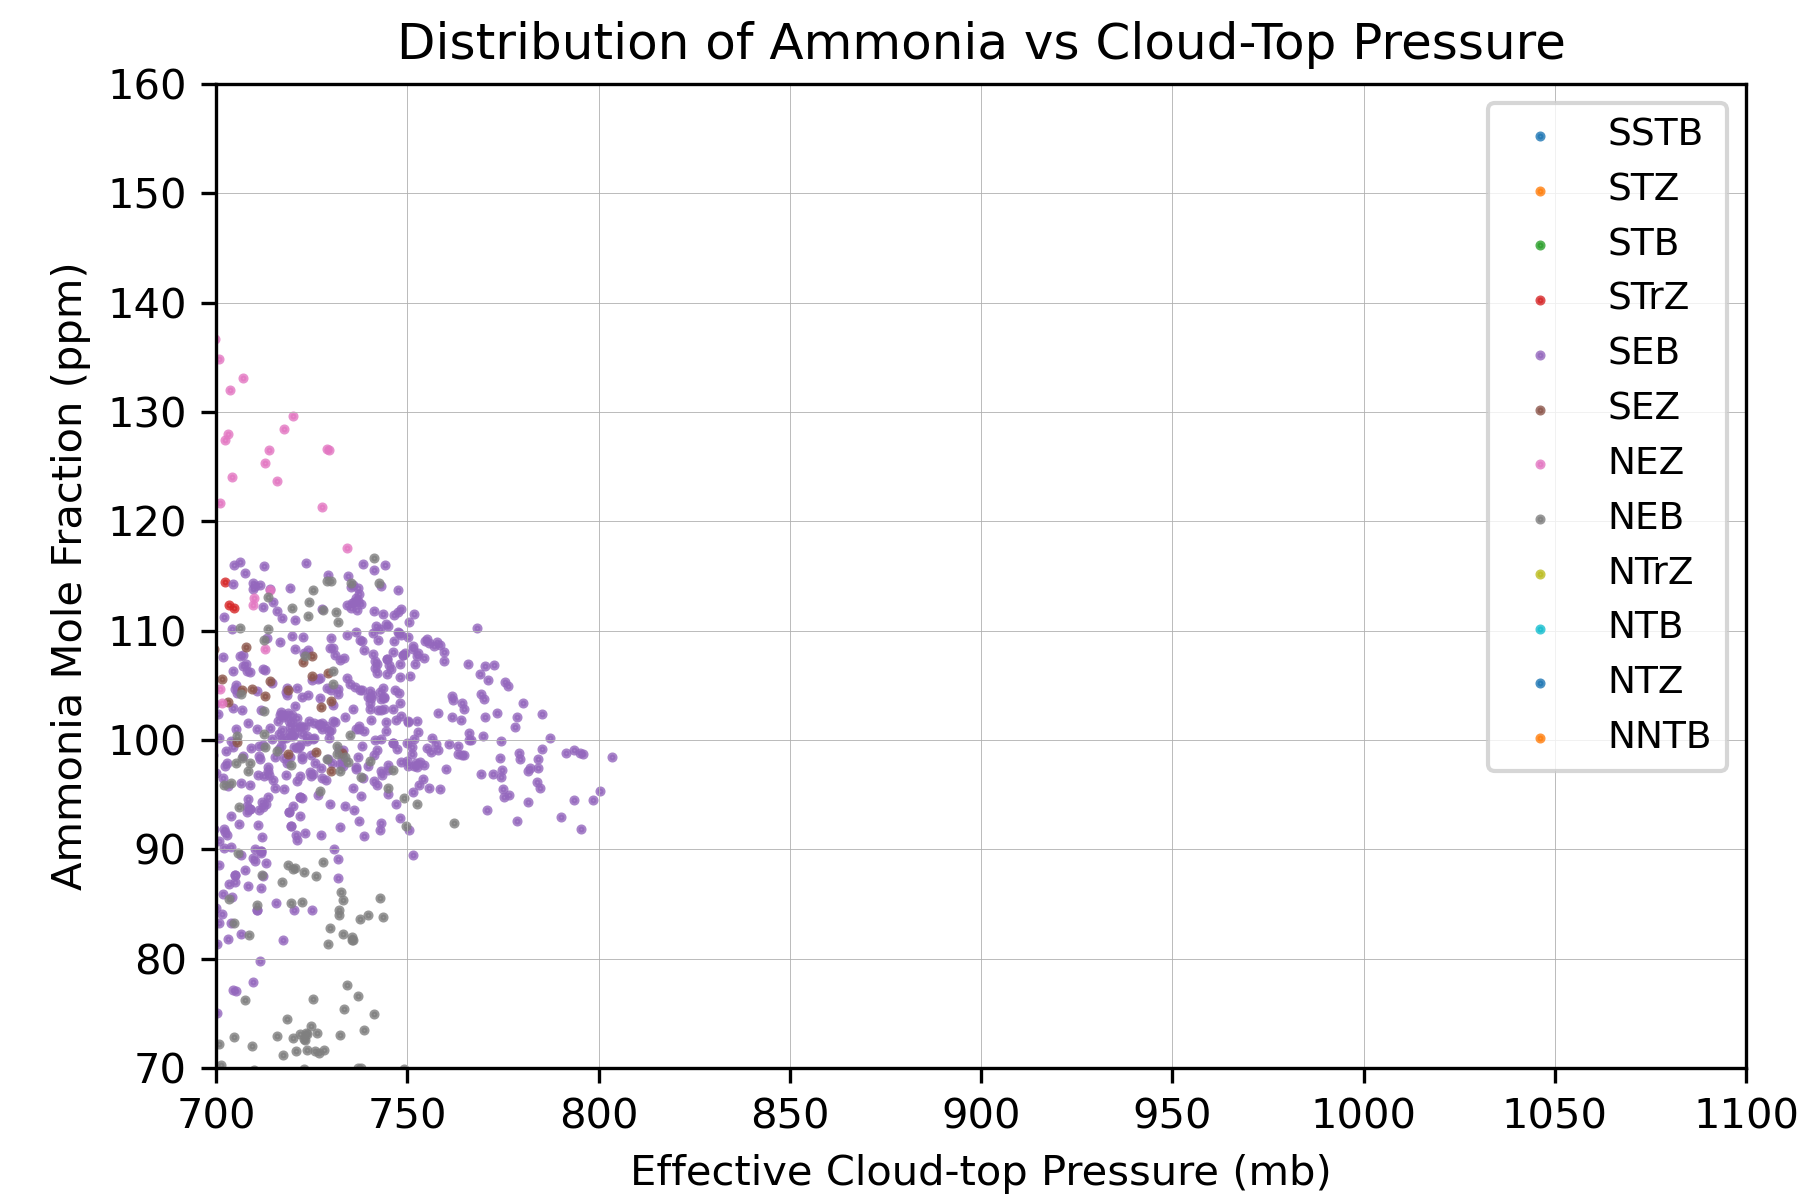 Distribution of Ammonia vs Cloud-Top Pressure
160
150
140
130
120
110
100
90
80
70
Ammonia Mole Fraction (ppm)
SSTB
STZ
STB
STrZ
SEB
SEZ
NEZ
NEB
NTrZ
NTB
NTZ
NNTB
700 750 800 850 900 950 1000 1050 1100
Effective Cloud-top Pressure (mb)